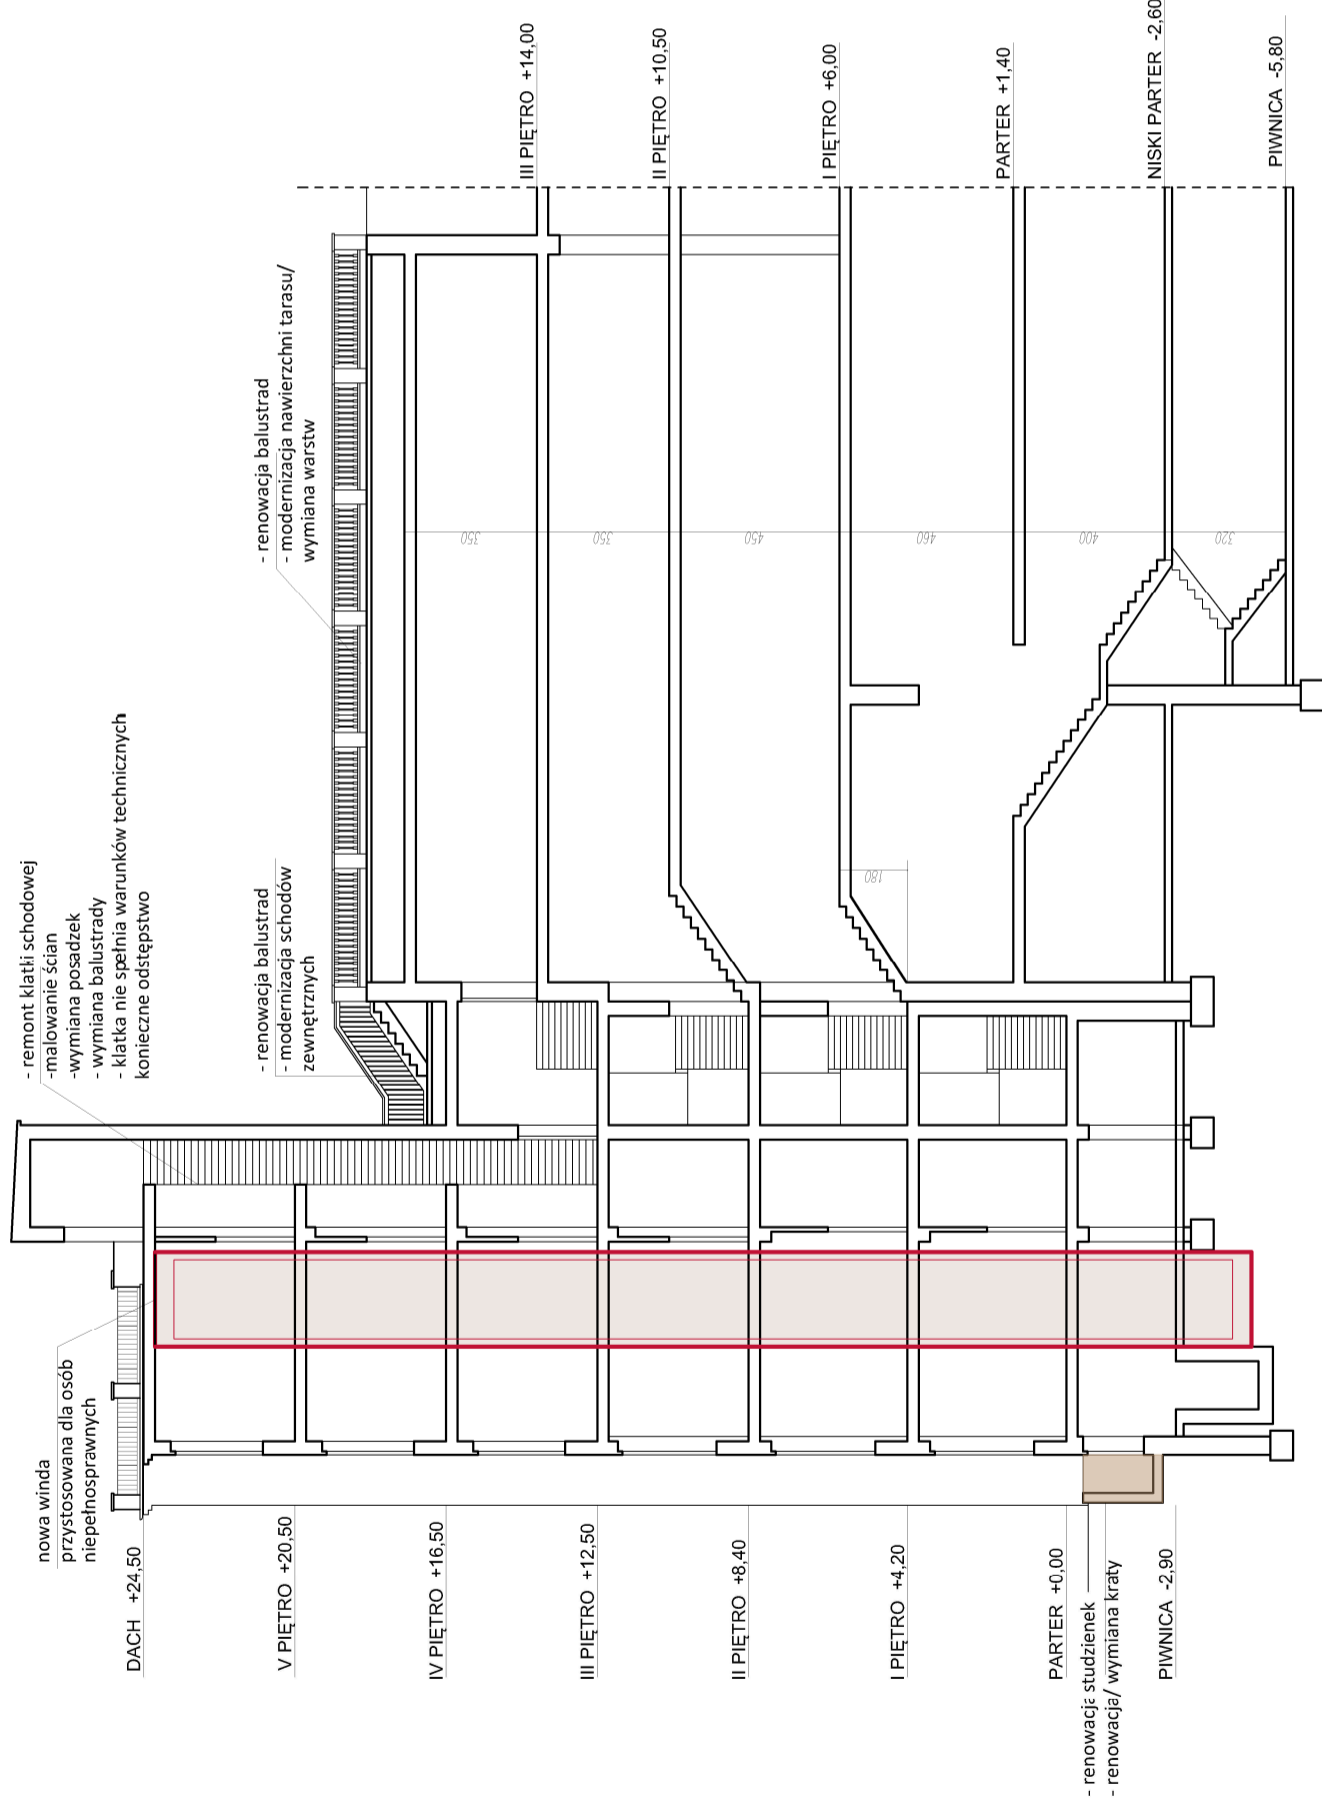 - remont klatki schodowej
-malowanie ścian
-wymiana posadzek
- wymiana balustrady
- klatka nie spełnia warunków technicznych
konieczne odstępstwo
nowa winda
przystosowana dla osób
niepełnosprawnych
- renowacja balustrad
- modernizacja schodów
zewnętrznych
- renowacja balustrad
- modernizacja nawierzchni tarasu/
wymiana warstw
DACH +24,50
V PIĘTRO +20,50
IV PIĘTRO +16,50
III PIĘTRO +12,50
II PIĘTRO +8,40
I PIĘTRO +4,20
PARTER +0,00
- renowacja studzienek
- renowacja/ wymiana kraty
PIWNICA -2,90
350
350
450
460
400
320
180
III PIĘTRO +14,00
II PIĘTRO +10,50
I PIĘTRO +6,00
PARTER +1,40
NISKI PARTER -2,60
PIWNICA -5,80